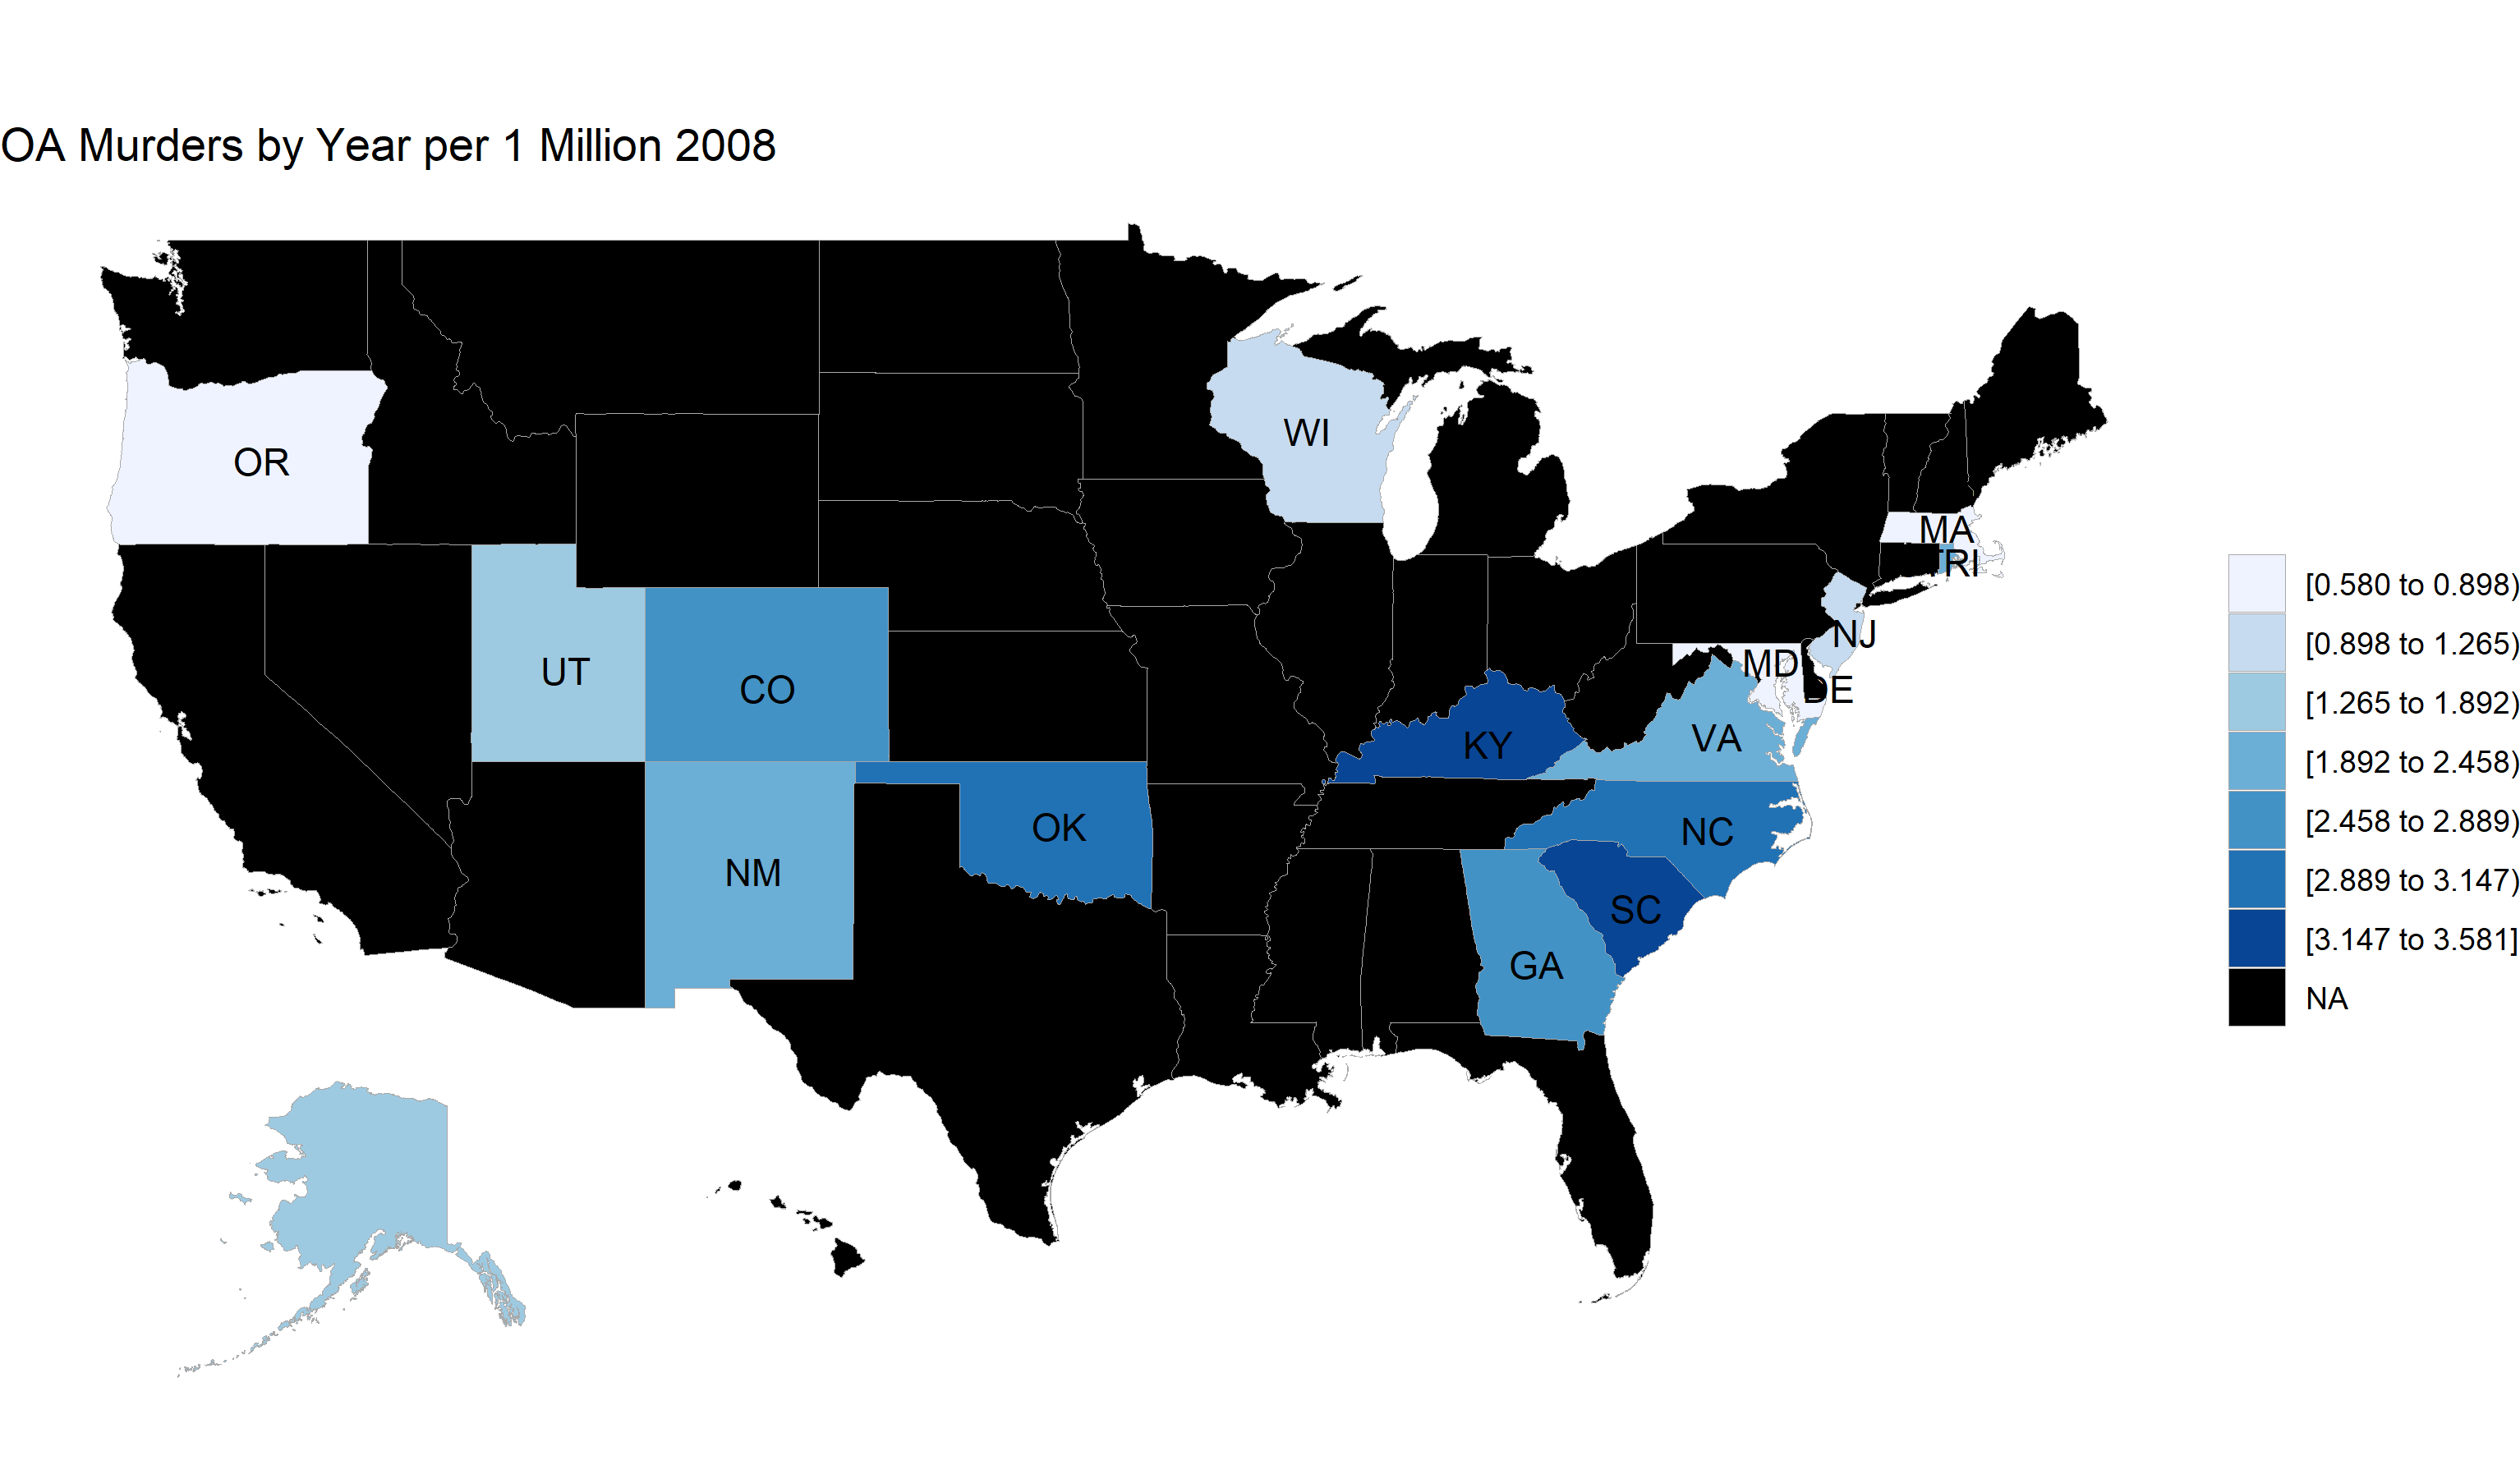 OA Murders by Year per 1 Million 2008
WI
OR
MA
RI
NJ
MD
UT
CO
DE
VA
KY
OK
NC
NM
SC
GA
[0.580 to 0.898)
[0.898 to 1.265)
[1.265 to 1.892)
[1.892 to 2.458)
[2.458 to 2.889)
[2.889 to 3.147)
[3.147 to 3.581]
NA